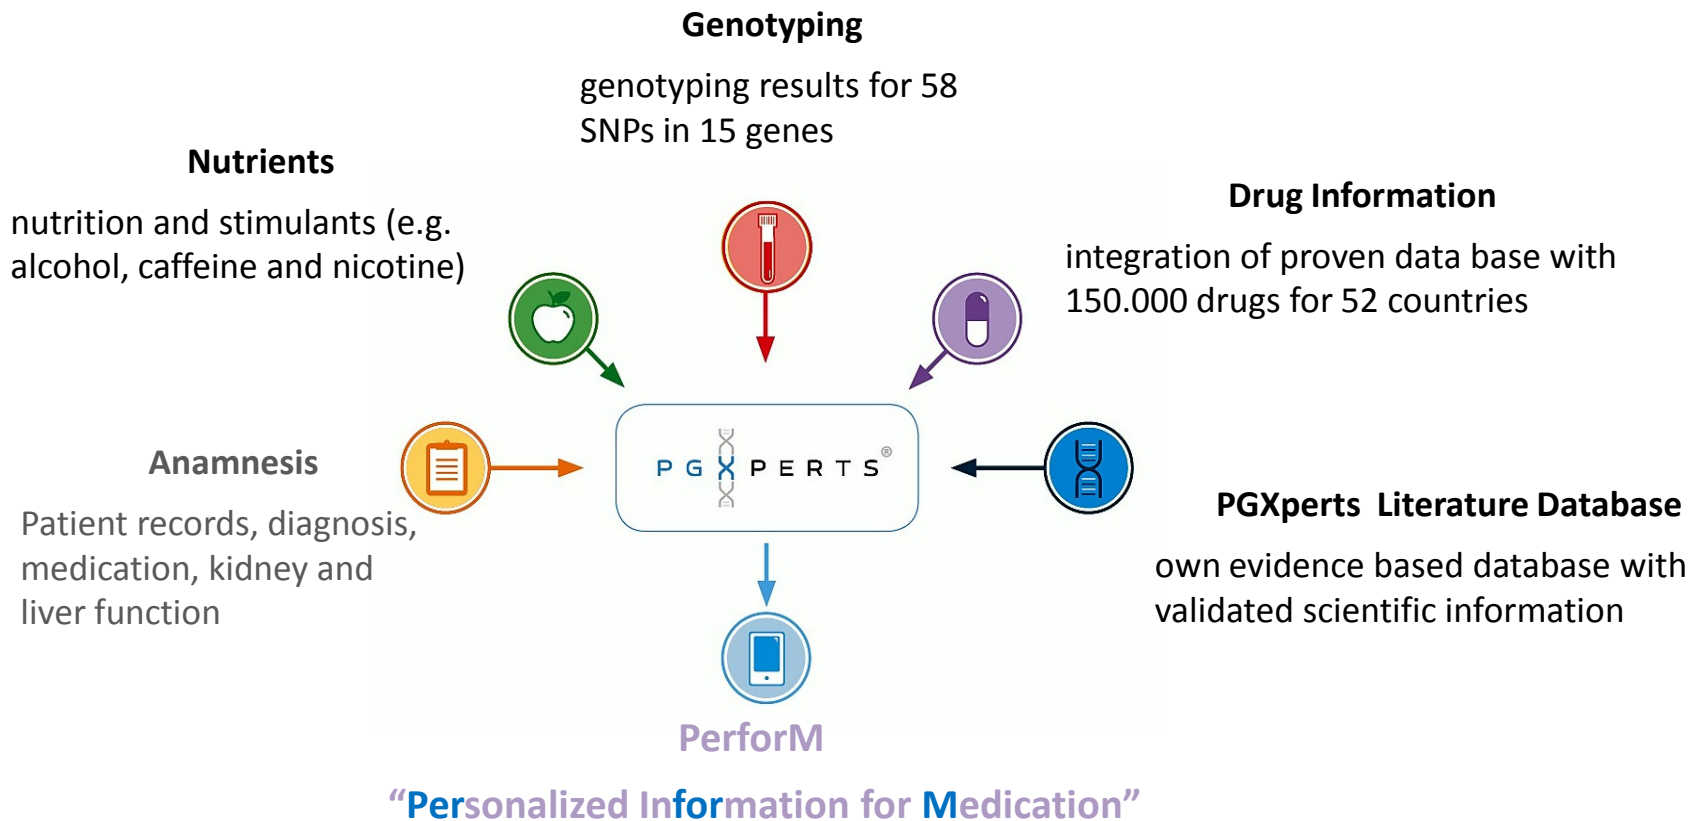 Genotyping
genotyping results for 58
SNPs in 15 genes
Nutrients
nutrition and stimulants (e.g.
alcohol, caffeine and nicotine)
Drug Information
integration of proven data base with
150.000 drugs for 52 countries
Anamnesis
Patient records, diagnosis,
medication, kidney and
liver function
PGXPERTS®
PGXperts Literature Database
own evidence based database with
validated scientific information
PerforM
“Personalized Information for Medication”